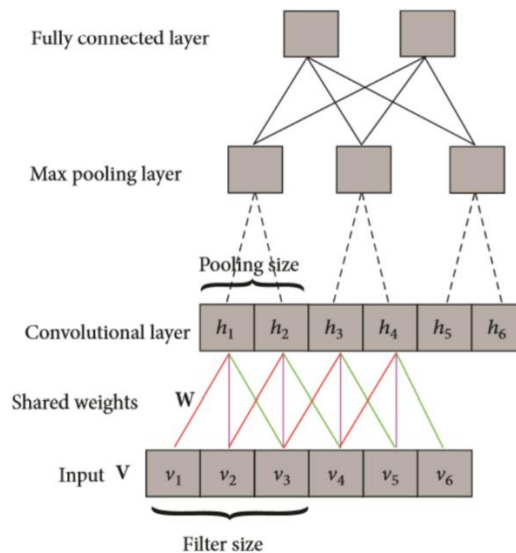 Fully connected layer
Max pooling layer
Pooling size
Convolutional layer h1 h2 h3 h4 h5 h6
Shared weights W
Input V v1 v2 v3 v4 v5 v6
Filter size